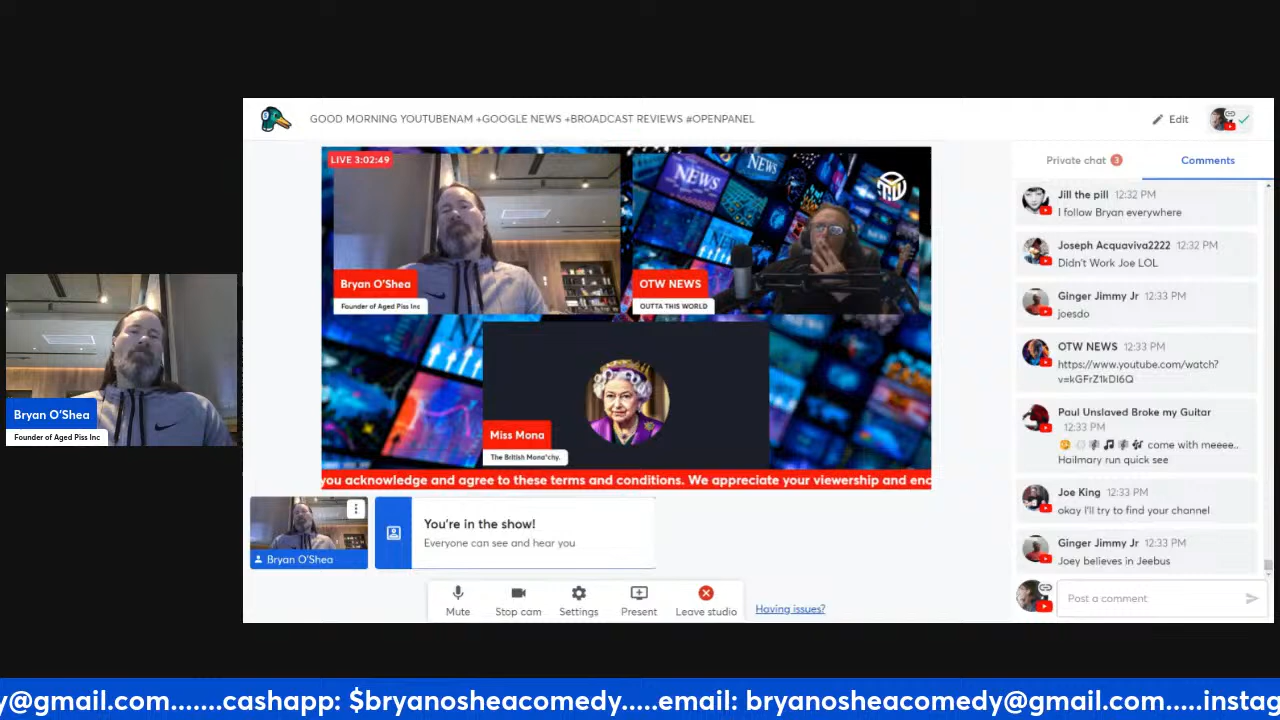 GOOD MORNING YOUTUBENAM +GOOGLE NEWS +BROADCAST REVIEWS #OPENPANEL
Edit
LIVE 3:02:49
NEWS
NEWS
NEWS
Bryan O'Shea
Founder of Aged Piss Inc
OTW NEWS
OUTTA THIS WORLD
Miss Mona
The British Mona"chy.
you acknowledge and agree to these terms and conditions. We appreciate your viewership and enc
Bryan O'Shea
Founder of Aged Piss Inc
Bryan O'Shea
You're in the show!
Everyone can see and hear you
Mute
Stop cam
Settings
Present
Leave studio
Having issues?
Private chat 3
Comments
Jill the pill 12:32 PM
I follow Bryan everywhere
Joseph Acquaviva2222 12:32 PM
Didn't Work Joe LOL
Ginger Jimmy Jr 12:33 PM
joesdo
OTW NEWS 12:33 PM
https://www.youtube.com/watch?
v=kGFrZ1kDI6Q
Paul Unslaved Broke my Guitar
12:33 PM
come with meeee..
Hailmary run quick see
Joe King 12:33 PM
okay I'll try to find your channel
Ginger Jimmy Jr 12:33 PM
Joey believes in Jeebus
Post a comment
y@gmail.com.......cashapp: $bryanosheacomedy.....email: bryanosheacomedy@gmail.com.....instag